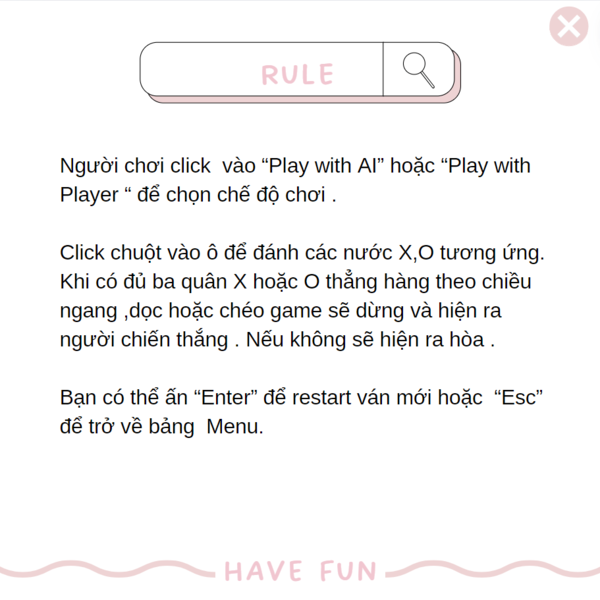 RULE
Người chơi click  vào “Play with AI” hoặc “Play with
Player “ để chọn chế độ chơi .
Click chuột vào ô để đánh các nước X,O tương ứng.
Khi có đủ ba quân X hoặc O thẳng hàng theo chiều
ngang ,dọc hoặc chéo game sẽ dừng và hiện ra
người chiến thắng . Nếu không sẽ hiện ra hòa .
Bạn có thể ấn “Enter” để restart ván mới hoặc  “Esc”
để trở về bảng  Menu.
HAVE FUN